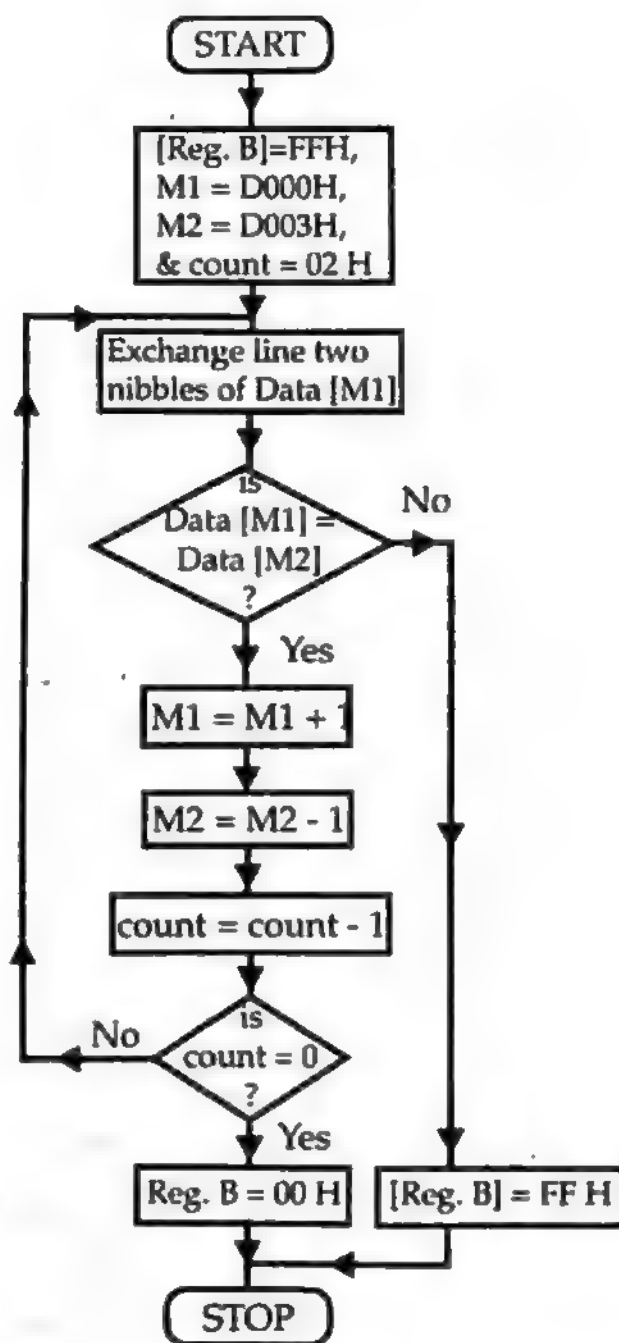 START
[Reg. B]=FFH,
M1 = D000H,
M2 = D003H,
& count = 02 H
Exchange line two
nibbles of Data [M1]
is
Data [M1] =
Data [M2]
?
No
Yes
M1 = M1 + 1
M2 = M2 - 1
count = count - 1
is
count = 0
?
No
Yes
Reg. B = 00 H
[Reg. B] = FF H
STOP